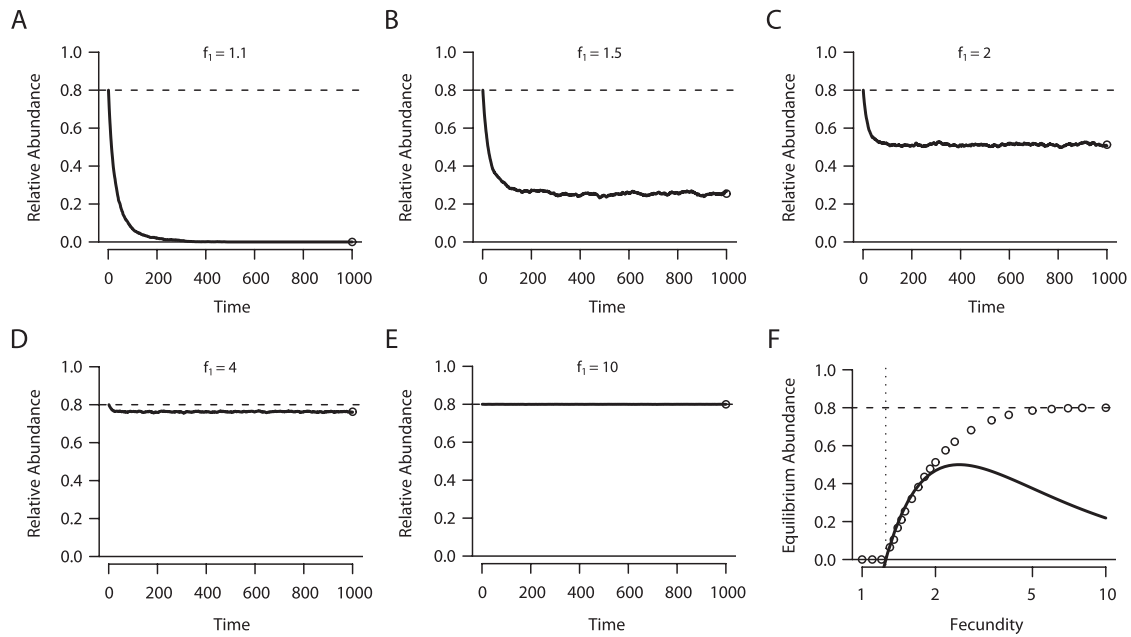 A
f₁ = 1.1
Relative Abundance
1.0
0.8
0.6
0.4
0.2
0.0
0 200 400 600 800 1000
Time
B
f₁ = 1.5
Relative Abundance
1.0
0.8
0.6
0.4
0.2
0.0
0 200 400 600 800 1000
Time
C
f₁ = 2
Relative Abundance
1.0
0.8
0.6
0.4
0.2
0.0
0 200 400 600 800 1000
Time
D
f₁ = 4
Relative Abundance
1.0
0.8
0.6
0.4
0.2
0.0
0 200 400 600 800 1000
Time
E
f₁ = 10
Relative Abundance
1.0
0.8
0.6
0.4
0.2
0.0
0 200 400 600 800 1000
Time
F
Equilibrium Abundance
1.0
0.8
0.6
0.4
0.2
0.0
1 2 5 10
Fecundity